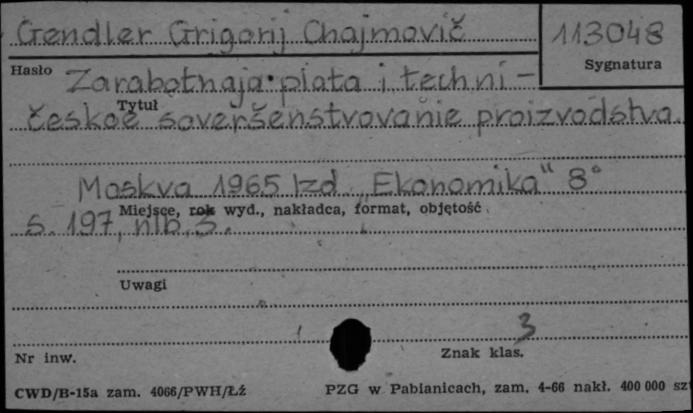 Gendler Grigorij Chajmovič
113048
Hasło
Sygnatura
Zarabotnaja płata i techni-
Tytuł
českoe soveršenstvovanie proizvodstva.
Moskva 1965 Izd. „Ekonomika" 8°
Miejsce, rok wyd., nakładca, format, objętość
s. 197, nlb. 3.
Uwagi
3
Nr inw.
Znak klas.
CWD/B-15a zam. 4066/PWH/Łź
PZG w Pabianicach, zam. 4-66 nakł. 400 000 szt